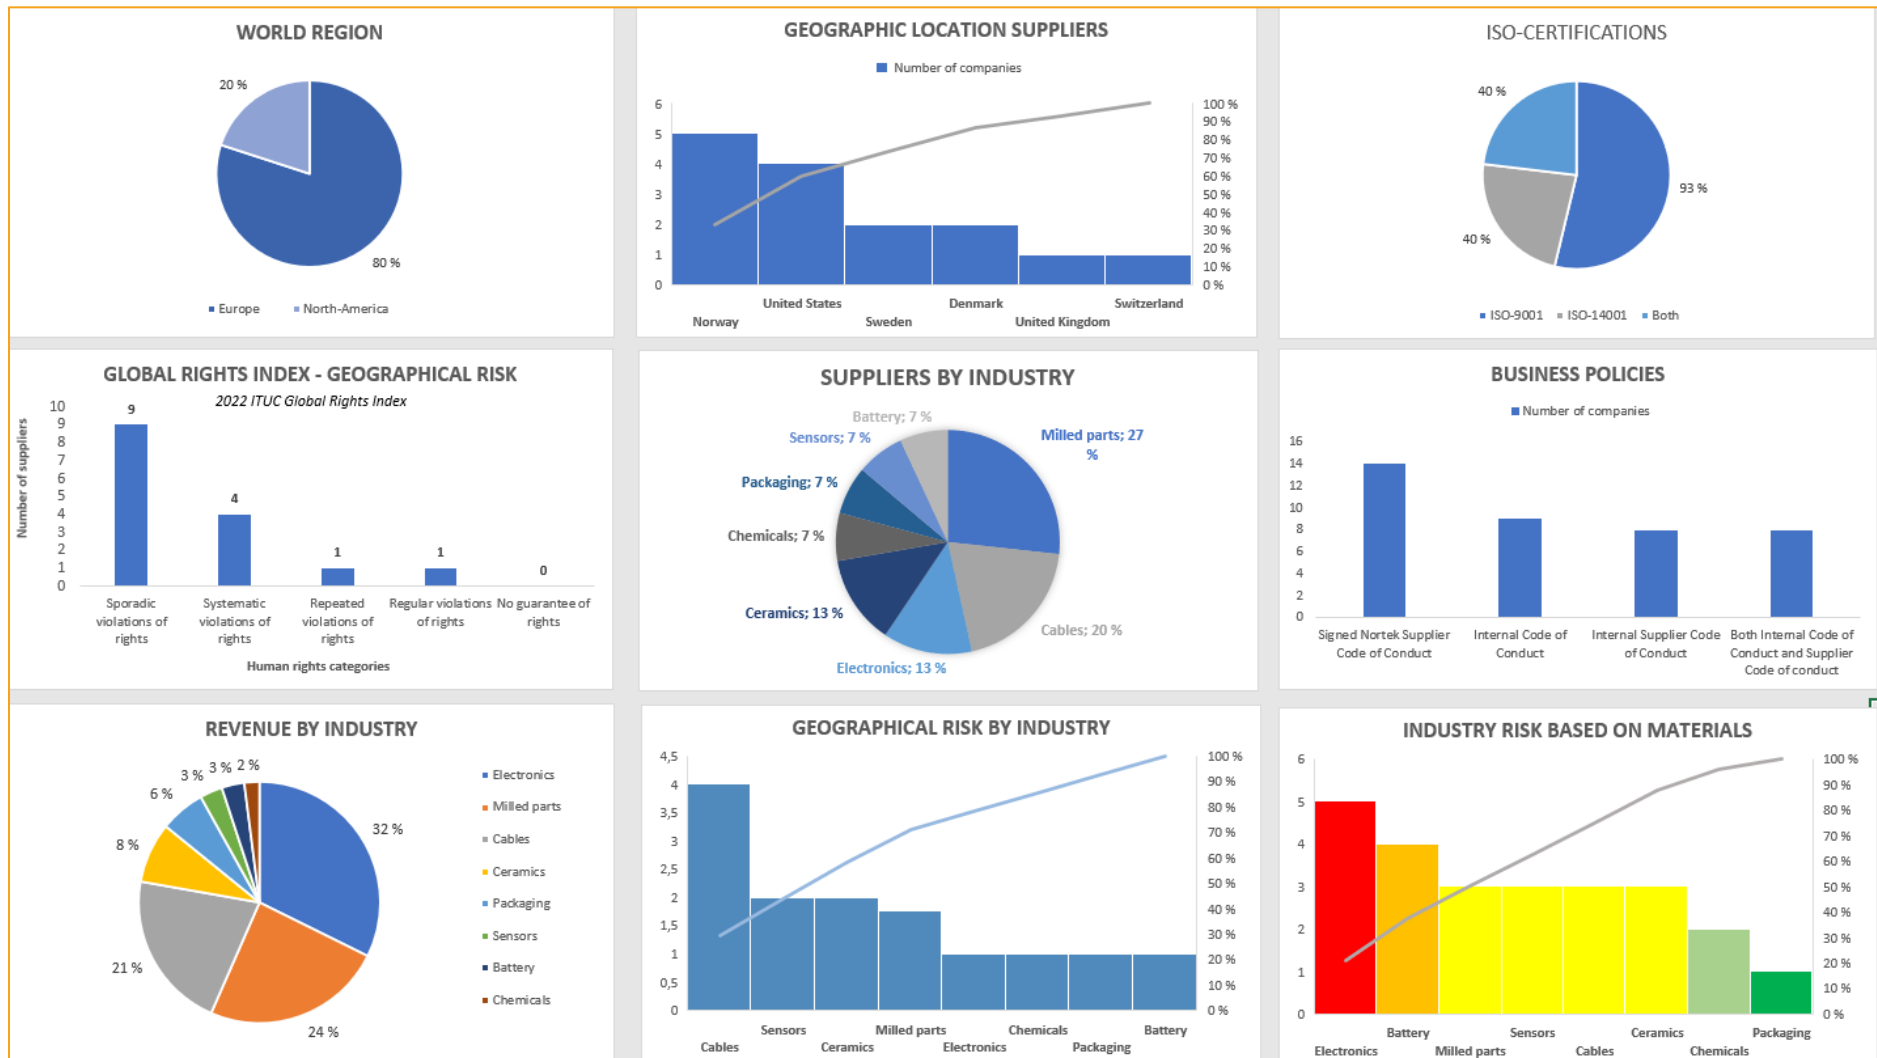 WORLD REGION
20 %
80 %
Europe
North-America
GEOGRAPHIC LOCATION SUPPLIERS
Number of companies
6
5
4
3
2
1
0
100 %
90 %
80 %
70 %
60 %
50 %
40 %
30 %
20 %
10 %
0 %
United States
Denmark
Switzerland
Norway
Sweden
United Kingdom
ISO-CERTIFICATIONS
40 %
93 %
40 %
ISO-9001
ISO-14001
Both
GLOBAL RIGHTS INDEX - GEOGRAPHICAL RISK
2022 ITUC Global Rights Index
Number of suppliers
10
9
8
7
6
5
4
3
2
1
0
9
4
1
1
0
Sporadic
violations of
rights
Systematic
violations of
rights
Repeated
violations of
rights
Regular violations
of rights
No guarantee of
rights
Human rights categories
SUPPLIERS BY INDUSTRY
Battery; 7 %
Milled parts; 27
%
Sensors; 7 %
Packaging; 7 %
Chemicals; 7 %
Ceramics; 13 %
Cables; 20 %
Electronics; 13 %
BUSINESS POLICIES
Number of companies
16
14
12
10
8
6
4
2
0
Signed Nortek Supplier
Code of Conduct
Internal Code of
Conduct
Internal Supplier Code
of Conduct
Both Internal Code of
Conduct and Supplier
Code of conduct
REVENUE BY INDUSTRY
3 %
3 %
2 %
6 %
8 %
32 %
21 %
24 %
Electronics
Milled parts
Cables
Ceramics
Packaging
Sensors
Battery
Chemicals
GEOGRAPHICAL RISK BY INDUSTRY
4,5
4
3,5
3
2,5
2
1,5
1
0,5
0
100 %
90 %
80 %
70 %
60 %
50 %
40 %
30 %
20 %
10 %
0 %
Sensors
Milled parts
Chemicals
Battery
Cables
Ceramics
Electronics
Packaging
INDUSTRY RISK BASED ON MATERIALS
6
5
4
3
2
1
0
100 %
90 %
80 %
70 %
60 %
50 %
40 %
30 %
20 %
10 %
0 %
Battery
Sensors
Ceramics
Packaging
Electronics
Milled parts
Cables
Chemicals